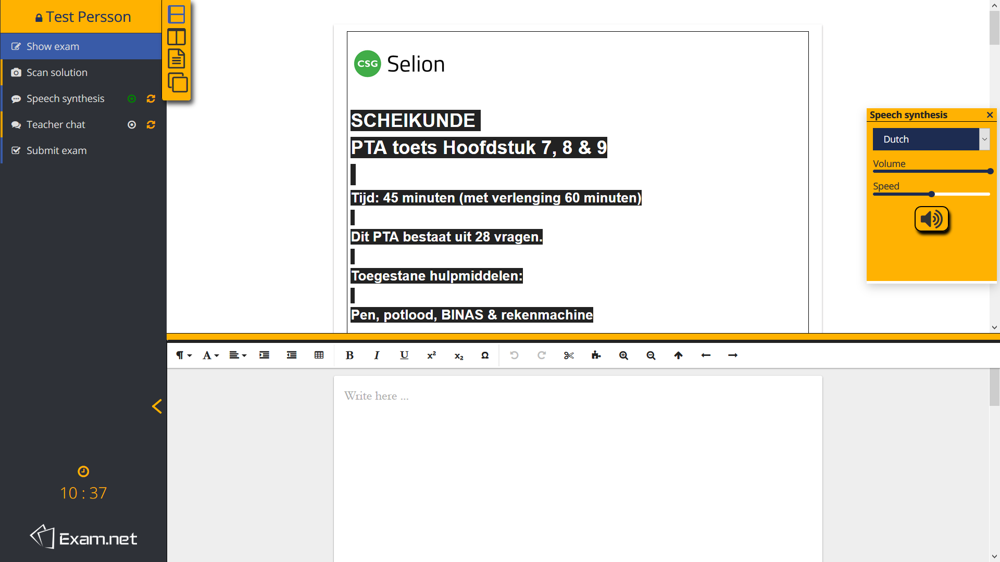 Test Persson
Show exam
Scan solution
Speech synthesis
Teacher chat
Submit exam
10 : 37
Exam.net
CSG Selion
SCHEIKUNDE
PTA toets Hoofdstuk 7, 8 & 9
Tijd: 45 minuten (met verlenging 60 minuten)
Dit PTA bestaat uit 28 vragen.
Toegestane hulpmiddelen:
Pen, potlood, BINAS & rekenmachine
Speech synthesis
Dutch
Volume
Speed
¶ A B I U x² x₂ Ω
Write here ...